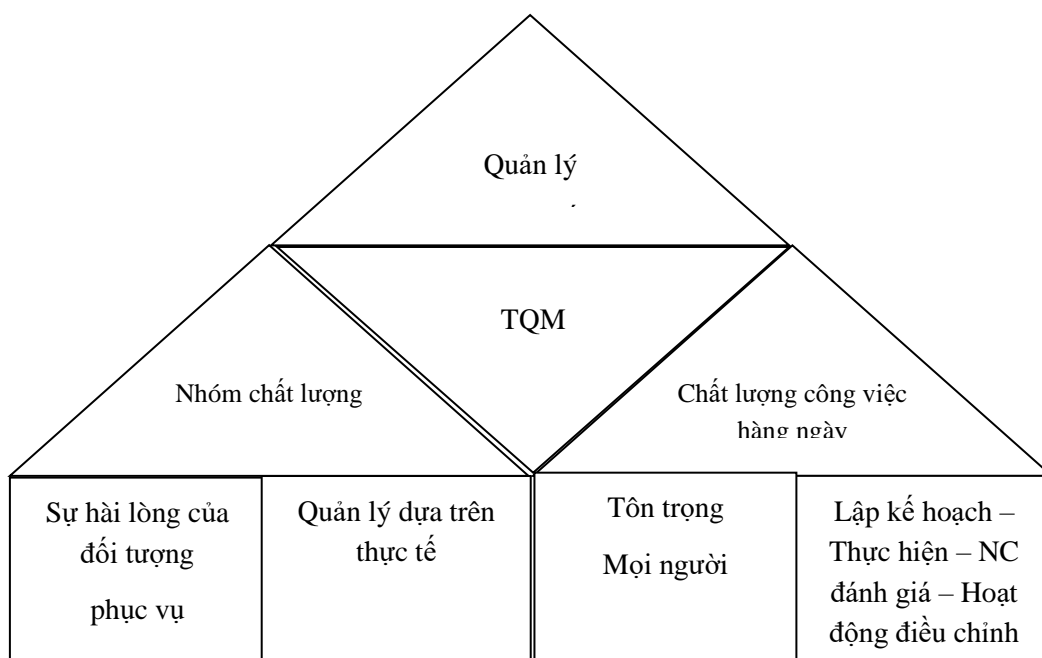 Quản lý
TQM
Nhóm chất lượng
Chất lượng công việc
hàng ngày
Sự hài lòng của
đối tượng
phục vụ
Quản lý dựa trên
thực tế
Tôn trọng
Mọi người
Lập kế hoạch –
Thực hiện – NC
đánh giá – Hoạt
động điều chỉnh